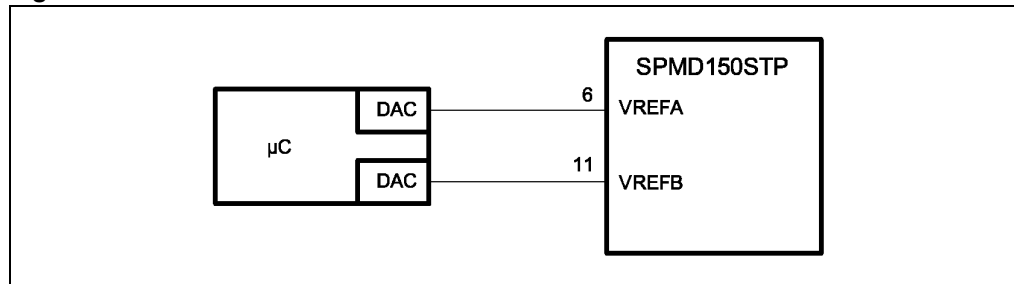 SPMD150STP
DAC
6
VREFA
µC
DAC
11
VREFB